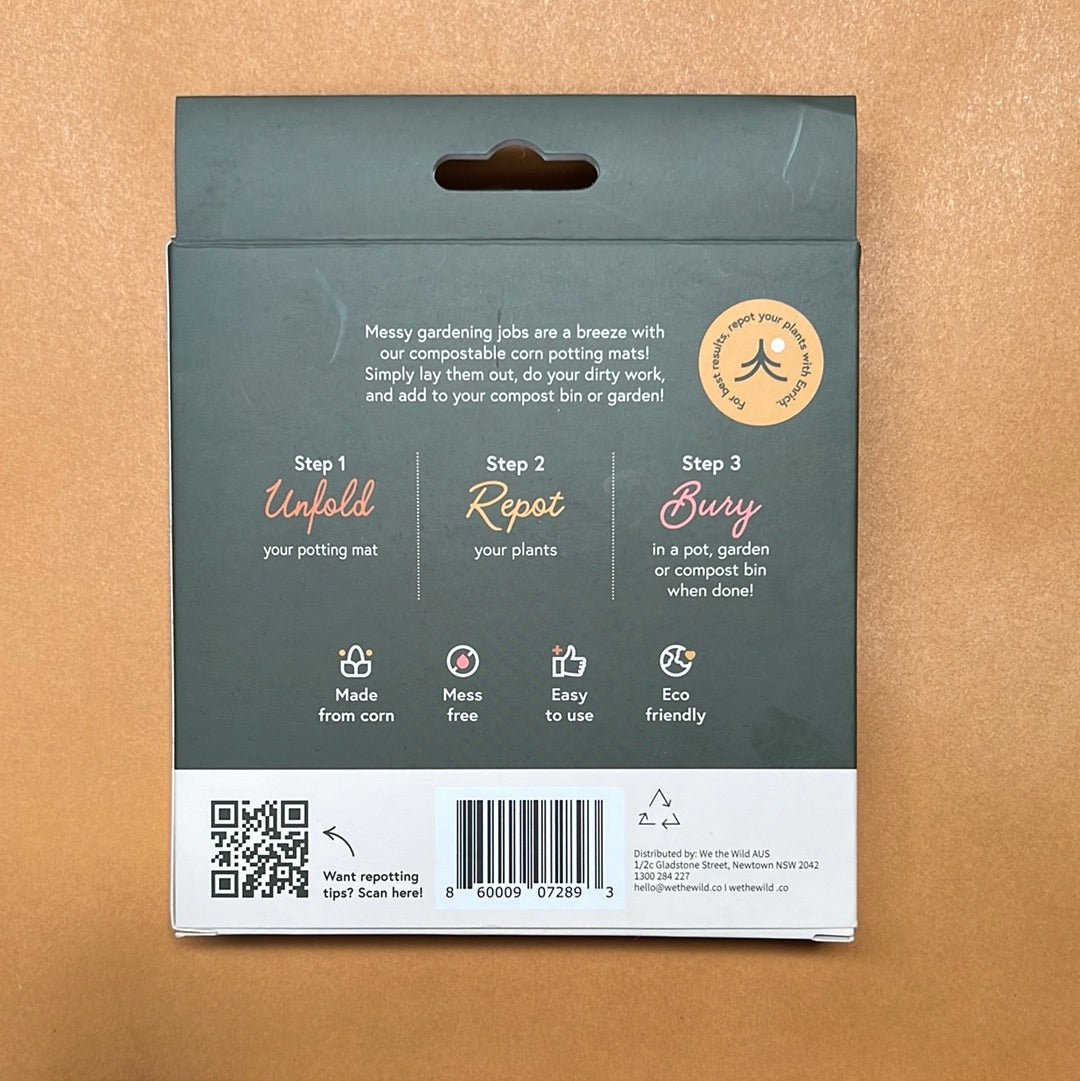 Messy gardening jobs are a breeze with
our compostable corn potting mats!
Simply lay them out, do your dirty work,
and add to your compost bin or garden!
For best results, repot your plants with Enrich.
Step 1
Unfold
your potting mat
Step 2
Repot
your plants
Step 3
Bury
in a pot, garden
or compost bin
when done!
Made
from corn
Mess
free
Easy
to use
Eco
friendly
Want repotting
tips? Scan here!
8 60009 07289 3
Distributed by: We the Wild AUS
1/2c Gladstone Street, Newtown NSW 2042
1300 284 227
hello@wethewild.co I wethewild .co